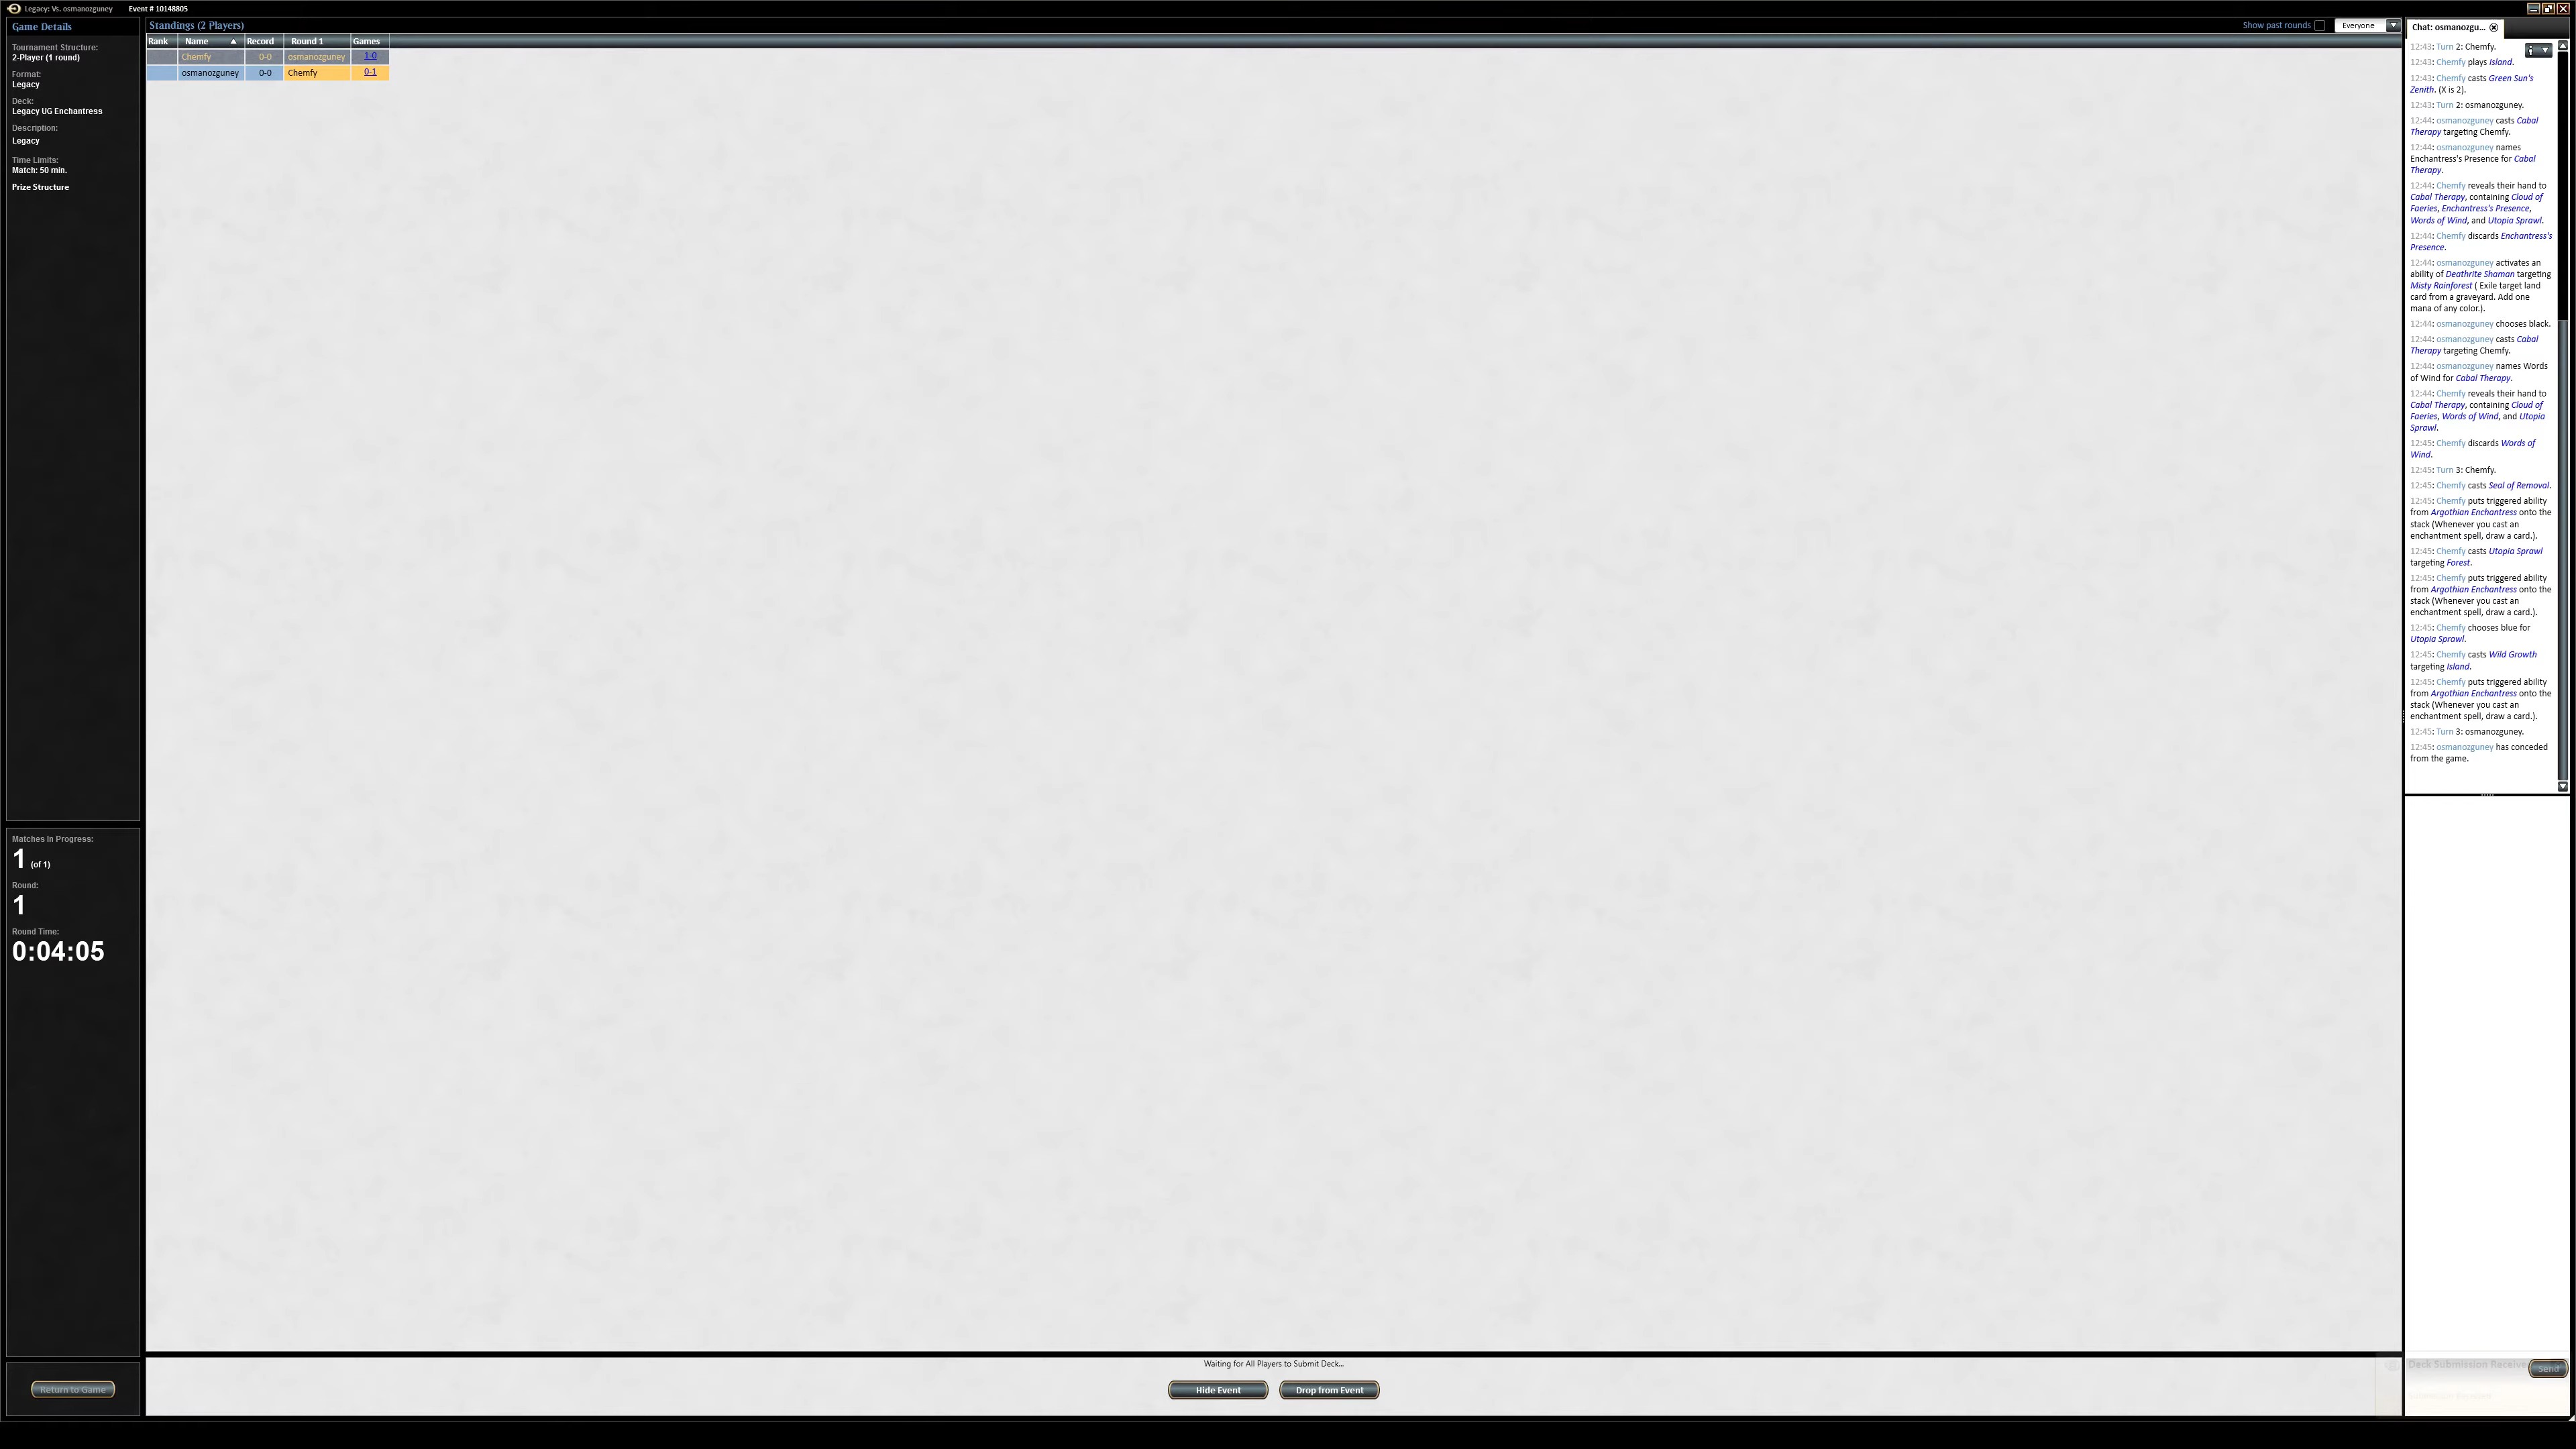 Legacy: Vs. osmanozguney Event # 10148805
Game Details
Tournament Structure:
2-Player (1 round)
Format:
Legacy
Deck:
Legacy UG Enchantress
Description:
Legacy
Time Limits:
Match: 50 min.
Prize Structure
Matches In Progress:
1 (of 1)
Round:
1
Round Time:
0:04:05
Return to Game
Standings (2 Players)
Show past rounds
Everyone
Rank Name Record Round 1 Games
Chemfy 0-0 osmanozguney 1-0
osmanozguney 0-0 Chemfy 0-1
Waiting for All Players to Submit Deck...
Hide Event Drop from Event
Chat: osmanozgu...
12:43: Turn 2: Chemfy.
12:43: Chemfy plays Island.
12:43: Chemfy casts Green Sun's
Zenith. (X is 2).
12:43: Turn 2: osmanozguney.
12:44: osmanozguney casts Cabal
Therapy targeting Chemfy.
12:44: osmanozguney names
Enchantress's Presence for Cabal
Therapy.
12:44: Chemfy reveals their hand to
Cabal Therapy, containing Cloud of
Faeries, Enchantress's Presence,
Words of Wind, and Utopia Sprawl.
12:44: Chemfy discards Enchantress's
Presence.
12:44: osmanozguney activates an
ability of Deathrite Shaman targeting
Misty Rainforest ( Exile target land
card from a graveyard. Add one
mana of any color.).
12:44: osmanozguney chooses black.
12:44: osmanozguney casts Cabal
Therapy targeting Chemfy.
12:44: osmanozguney names Words
of Wind for Cabal Therapy.
12:44: Chemfy reveals their hand to
Cabal Therapy, containing Cloud of
Faeries, Words of Wind, and Utopia
Sprawl.
12:45: Chemfy discards Words of
Wind.
12:45: Turn 3: Chemfy.
12:45: Chemfy casts Seal of Removal.
12:45: Chemfy puts triggered ability
from Argothian Enchantress onto the
stack (Whenever you cast an
enchantment spell, draw a card.).
12:45: Chemfy casts Utopia Sprawl
targeting Forest.
12:45: Chemfy puts triggered ability
from Argothian Enchantress onto the
stack (Whenever you cast an
enchantment spell, draw a card.).
12:45: Chemfy chooses blue for
Utopia Sprawl.
12:45: Chemfy casts Wild Growth
targeting Island.
12:45: Chemfy puts triggered ability
from Argothian Enchantress onto the
stack (Whenever you cast an
enchantment spell, draw a card.).
12:45: Turn 3: osmanozguney.
12:45: osmanozguney has conceded
from the game.
Deck Submission Receive
Send